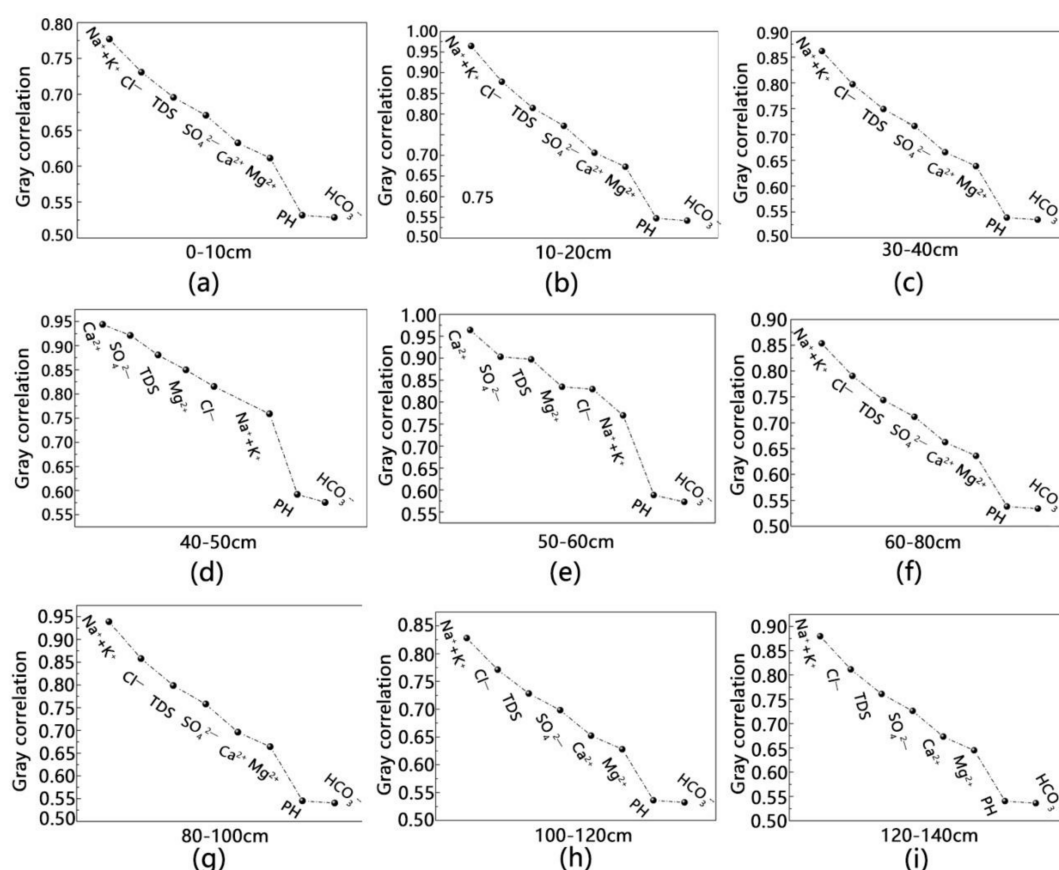 Gray correlation
0.80
0.75
0.70
0.65
0.60
0.55
0.50
Na⁺+K⁺ Cl— TDS SO₄²— Ca²⁺ Mg²⁺ PH HCO₃⁻
0-10cm
(a)
Gray correlation
1.00
0.95
0.90
0.85
0.80
0.75
0.70
0.65
0.60
0.55
0.50
Na⁺+K⁺ Cl— TDS SO₄²— Ca²⁺ Mg²⁺ PH HCO₃⁻
0.75
10-20cm
(b)
Gray correlation
0.90
0.85
0.80
0.75
0.70
0.65
0.60
0.55
0.50
Na⁺+K⁺ Cl— TDS SO₄²— Ca²⁺ Mg²⁺ PH HCO₃⁻
30-40cm
(c)
Gray correlation
0.95
0.90
0.85
0.80
0.75
0.70
0.65
0.60
0.55
Ca²⁺ SO₄²— TDS Mg²⁺ Cl— Na⁺+K⁺ PH HCO₃⁻
40-50cm
(d)
Gray correlation
1.00
0.95
0.90
0.85
0.80
0.75
0.70
0.65
0.60
0.55
Ca²⁺ SO₄²— TDS Mg²⁺ Cl— Na⁺+K⁺ PH HCO₃⁻
50-60cm
(e)
Gray correlation
0.90
0.85
0.80
0.75
0.70
0.65
0.60
0.55
0.50
Na⁺+K⁺ Cl— TDS SO₄²— Ca²⁺ Mg²⁺ PH HCO₃⁻
60-80cm
(f)
Gray correlation
0.95
0.90
0.85
0.80
0.75
0.70
0.65
0.60
0.55
0.50
Na⁺+K⁺ Cl— TDS SO₄²— Ca²⁺ Mg²⁺ PH HCO₃⁻
80-100cm
(g)
Gray correlation
0.85
0.80
0.75
0.70
0.65
0.60
0.55
0.50
Na⁺+K⁺ Cl— TDS SO₄²— Ca²⁺ Mg²⁺ PH HCO₃⁻
100-120cm
(h)
Gray correlation
0.90
0.85
0.80
0.75
0.70
0.65
0.60
0.55
0.50
Na⁺+K⁺ Cl— TDS SO₄²— Ca²⁺ Mg²⁺ PH HCO₃⁻
120-140cm
(i)